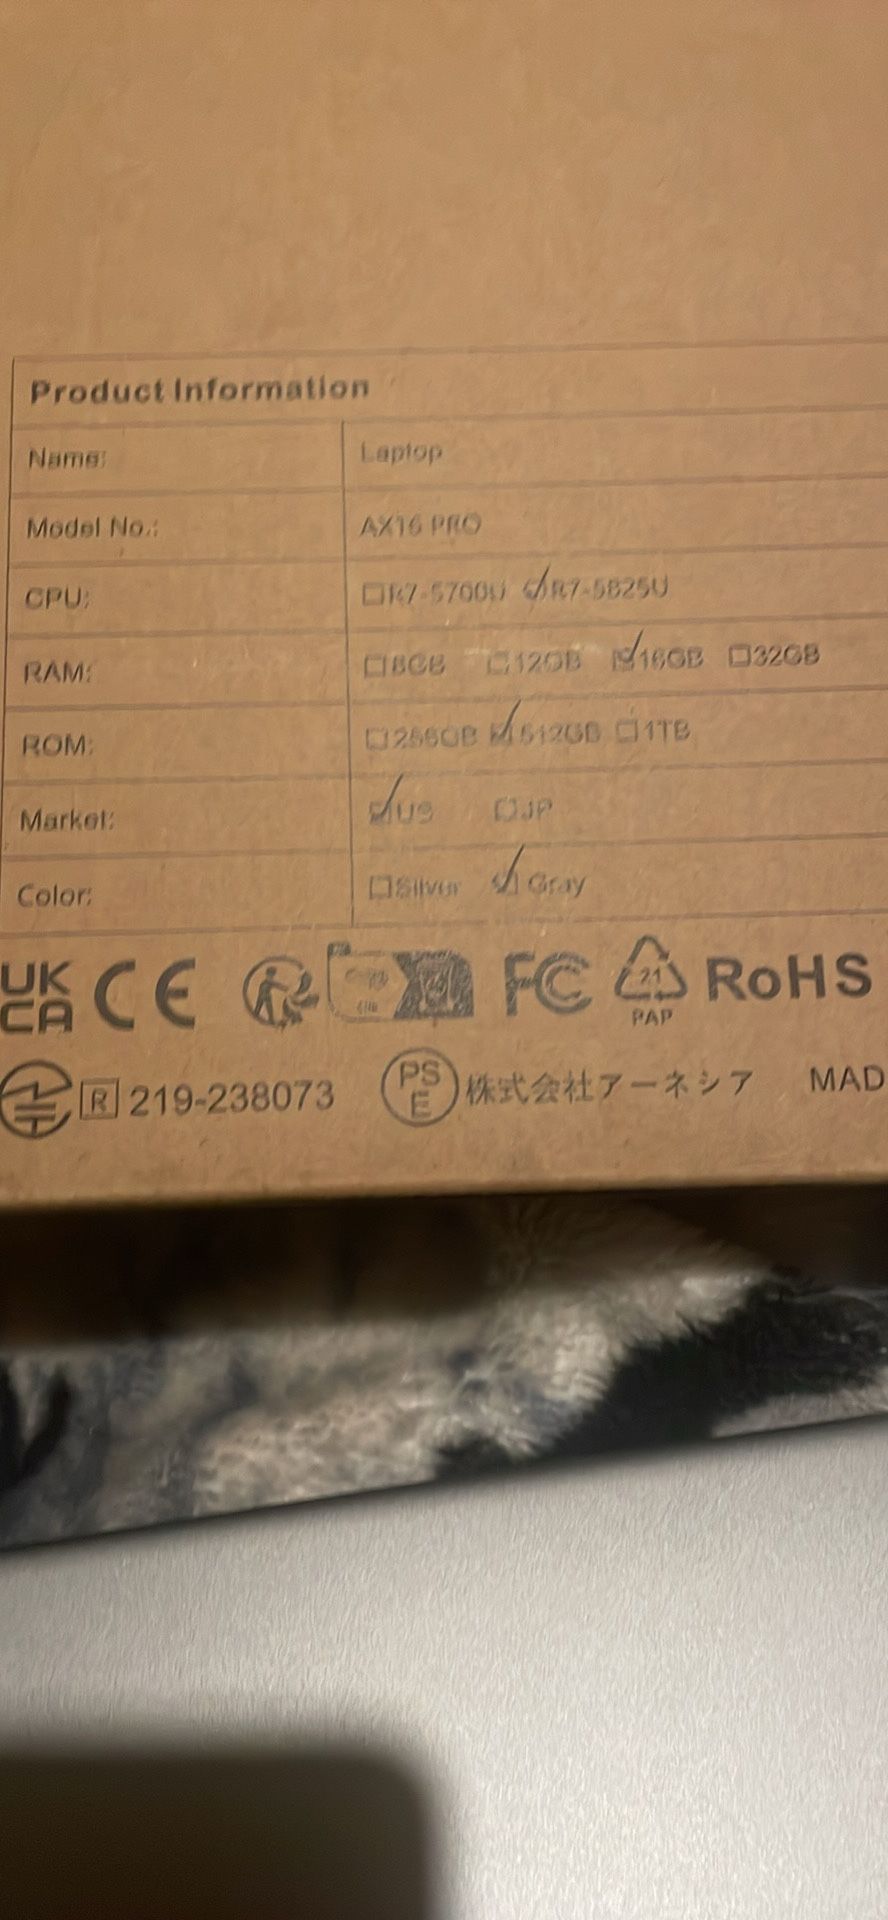 Product Information
Name: Laptop
Model No.: AX16 PRO
CPU: □R7-5700U ☑R7-5825U
RAM: □8GB □12GB ☑16GB □32GB
ROM: □256GB ☑512GB □1TB
Market: ☑US □JP
Color: □Silver ☑Gray
UK CA CE FC 21 PAP RoHS
R 219-238073 PS E 株式会社アーネシア MAD